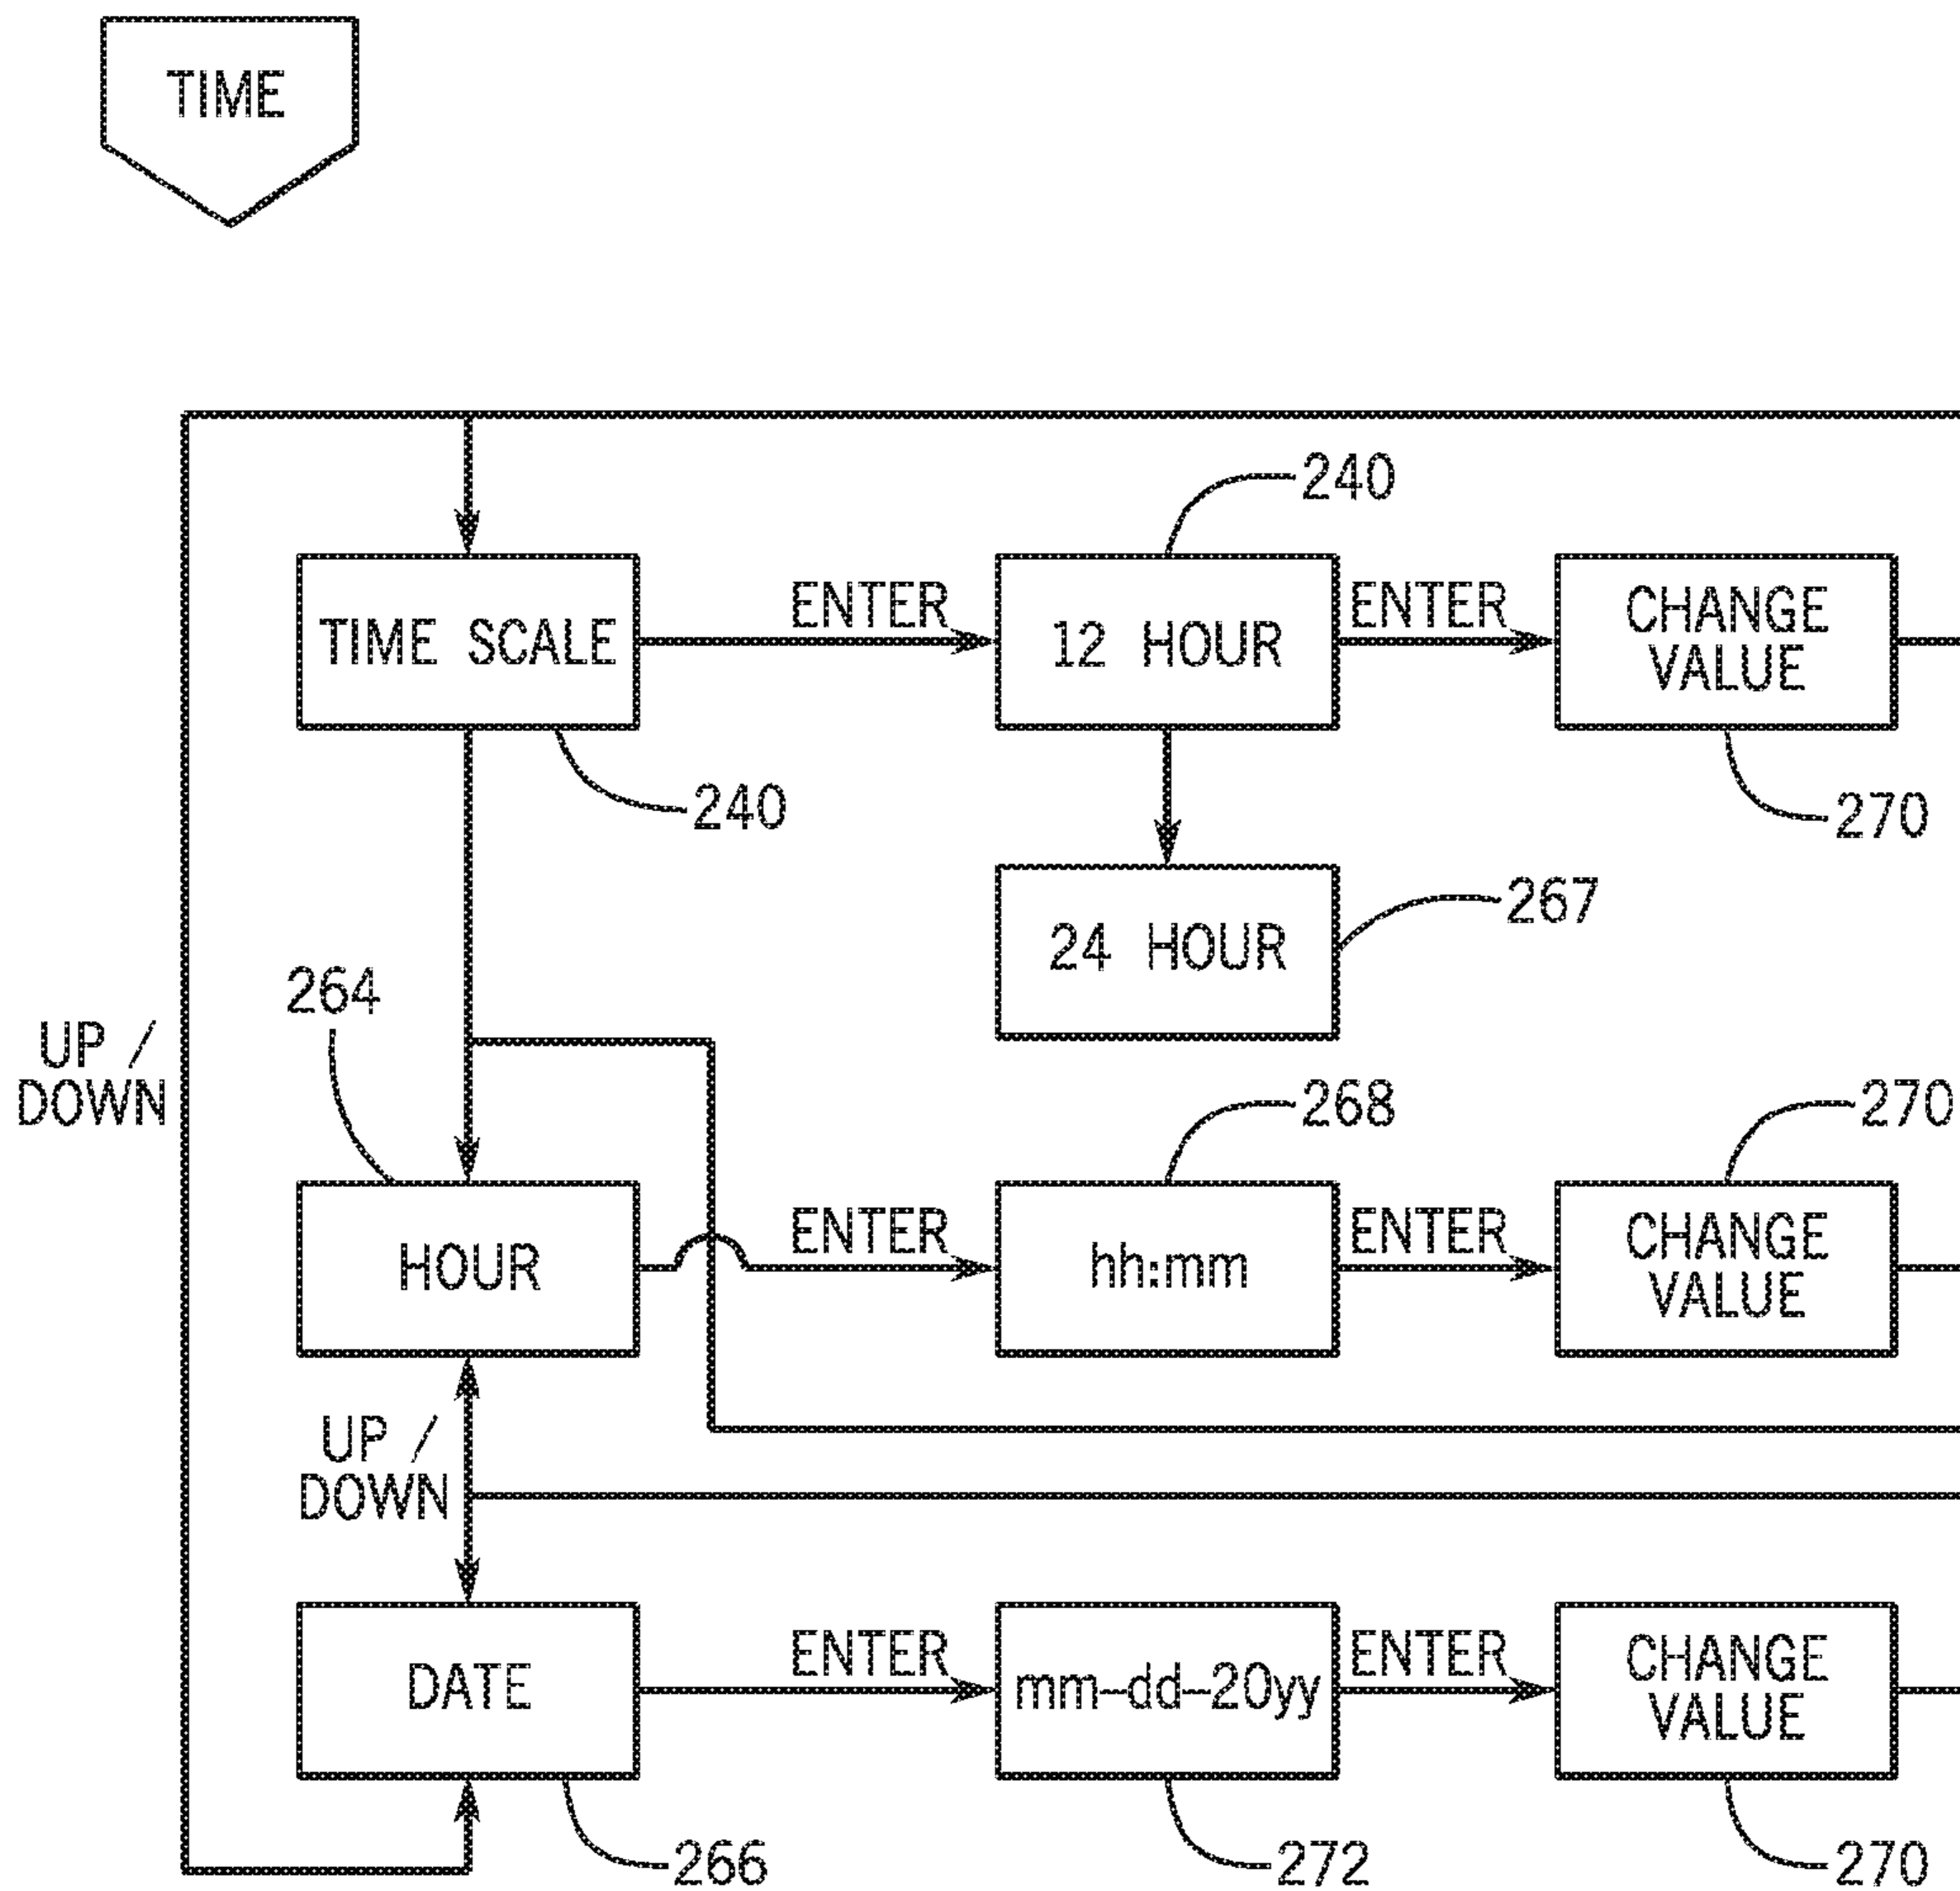 TIME
240
ENTER
ENTER
TIME SCALE
12 HOUR
CHANGE
VALUE
240
270
24 HOUR
267
264
UP /
DOWN
268
270
ENTER
ENTER
HOUR
hh:mm
CHANGE
VALUE
UP /
DOWN
ENTER
ENTER
DATE
mm-dd-20yy
CHANGE
VALUE
266
272
270